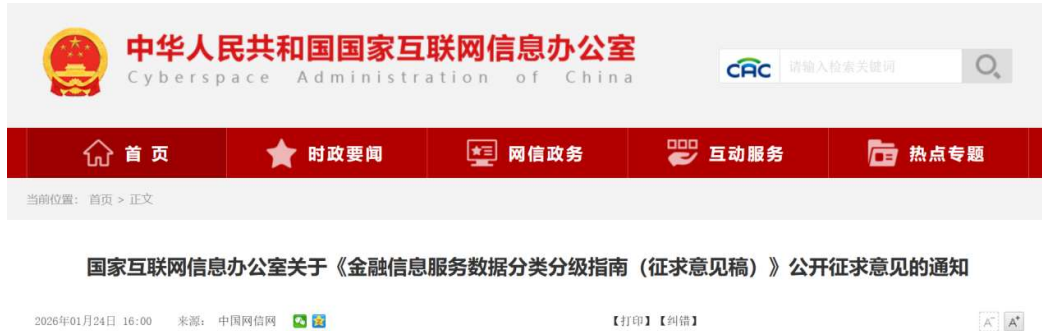 中华人民共和国国家互联网信息办公室
Cyberspace Administration of China
CAC 请输入检索关键词
首页 时政要闻 网信政务 互动服务 热点专题
当前位置： 首页 > 正文
国家互联网信息办公室关于《金融信息服务数据分类分级指南（征求意见稿）》公开征求意见的通知
2026年01月24日 16:00 来源： 中国网信网 【打印】【纠错】 A- A+